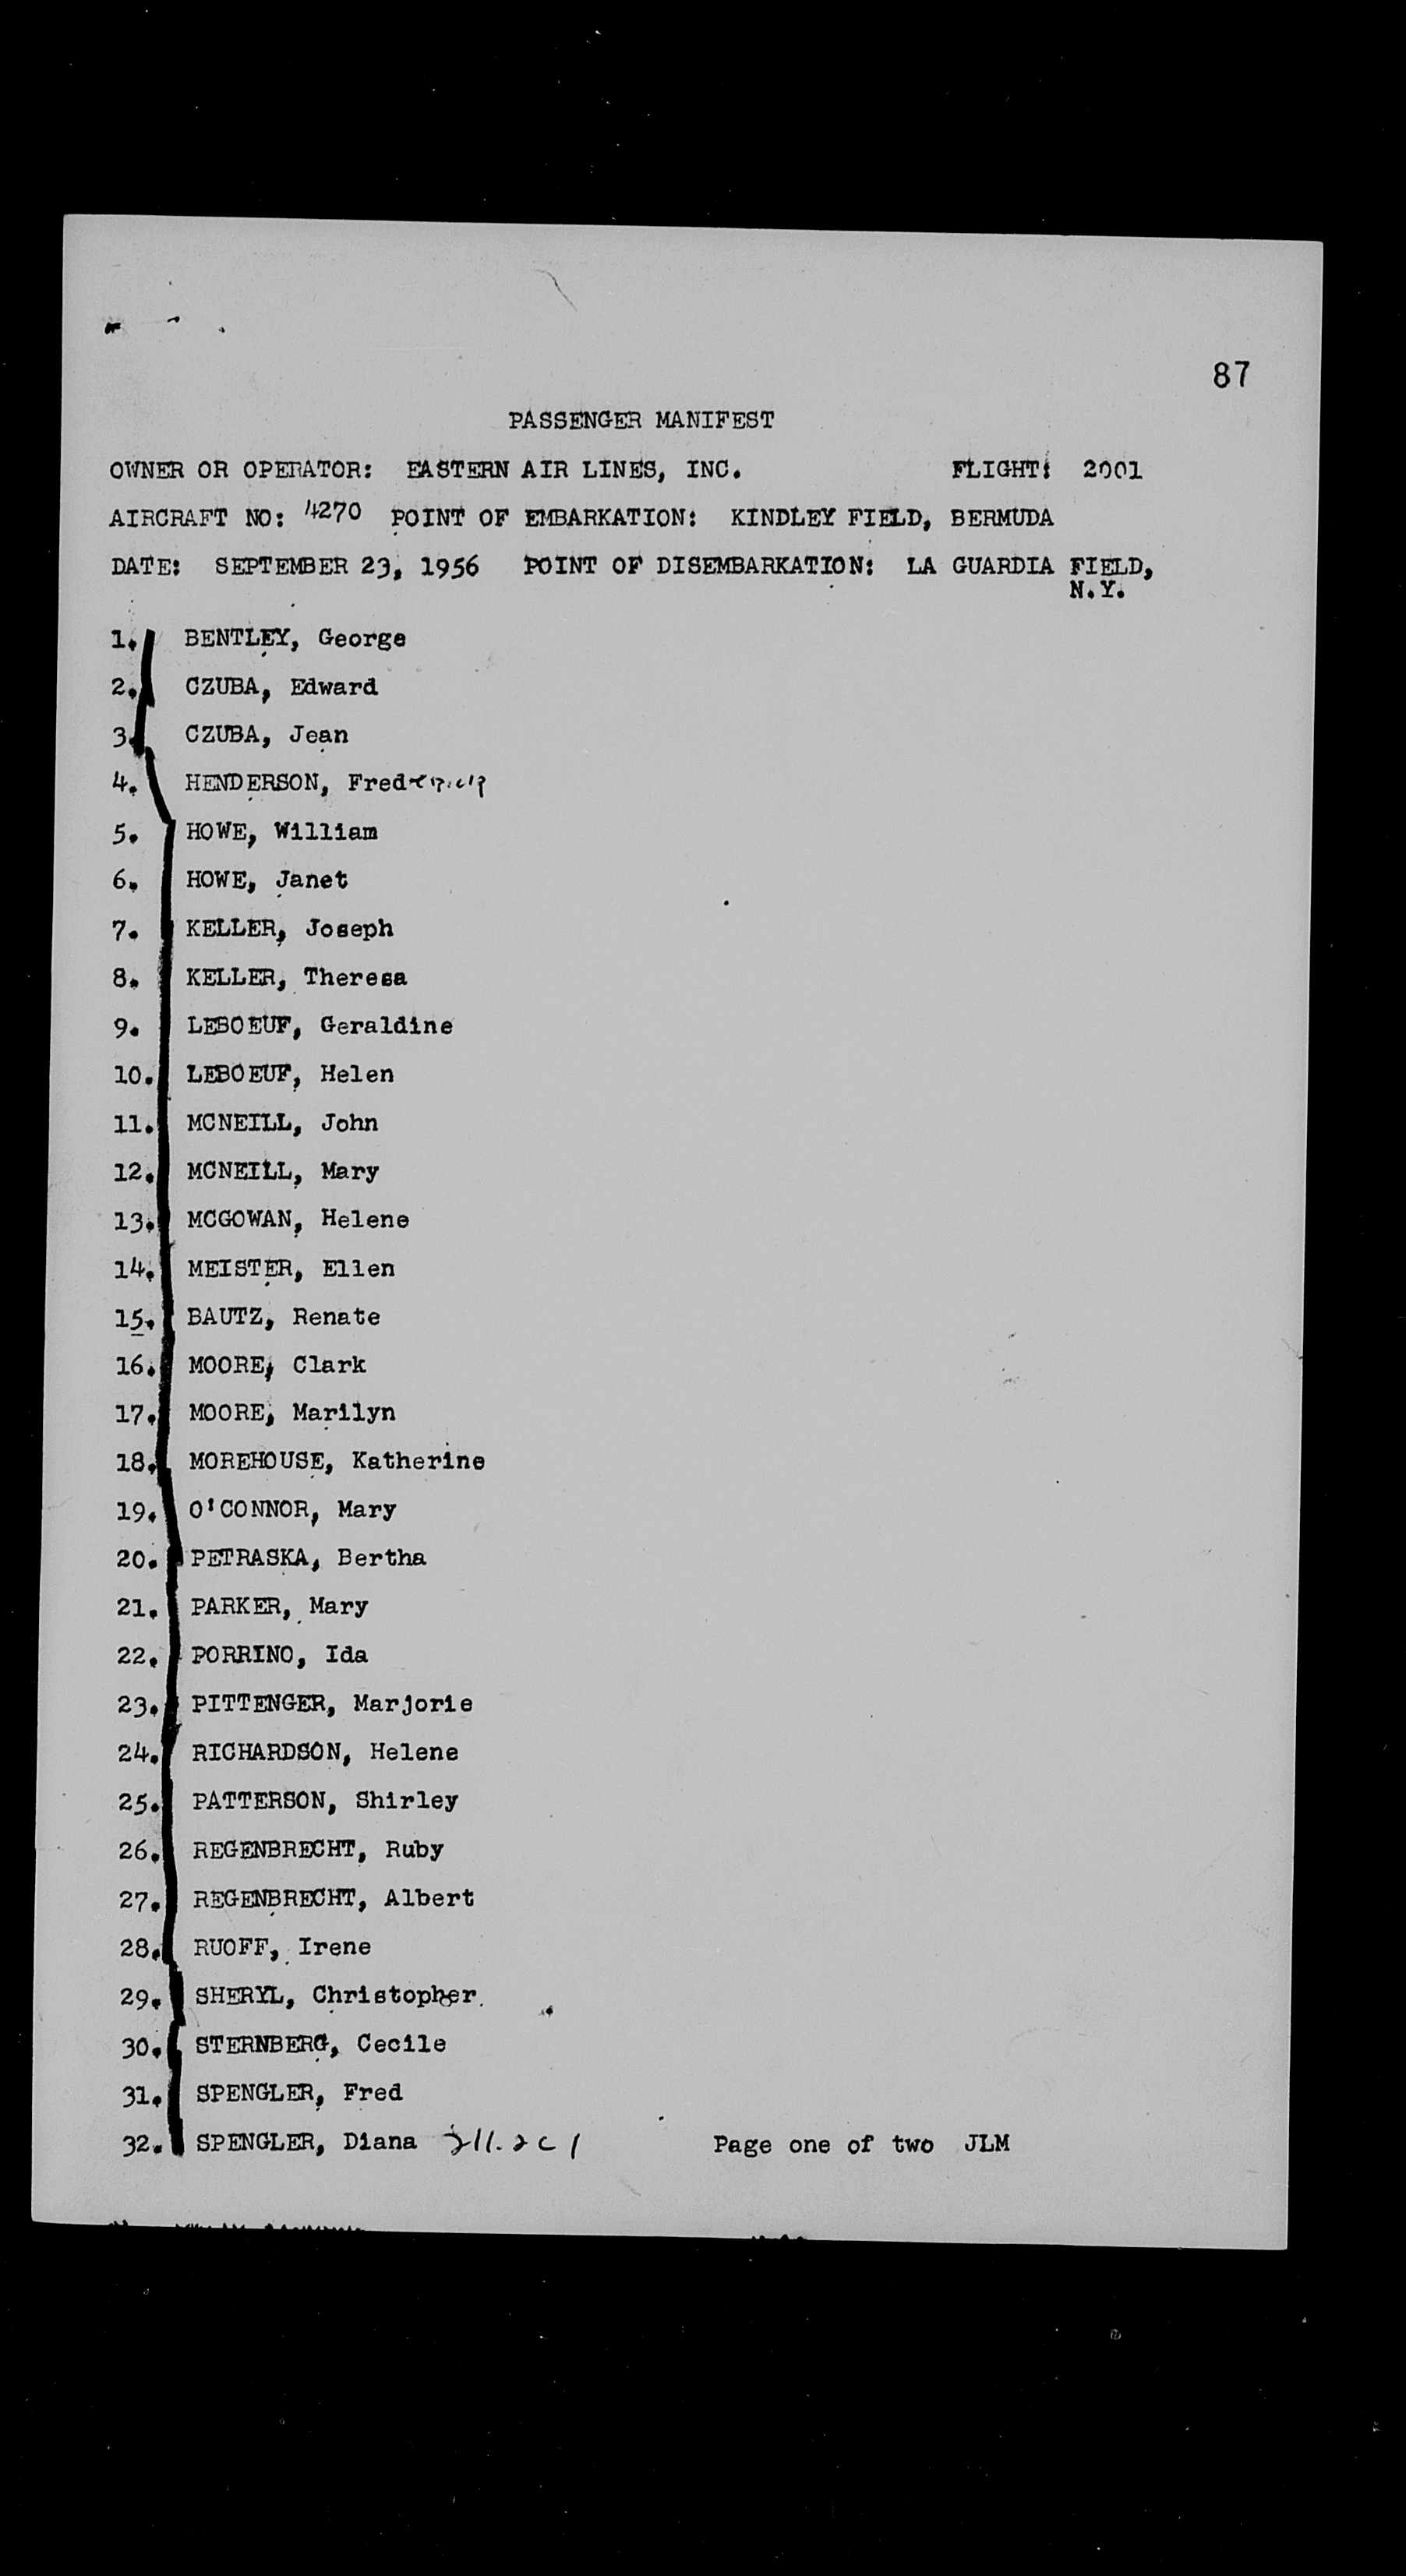 87
PASSENGER MANIFEST
OWNER OR OPERATOR: EASTERN AIR LINES, INC. FLIGHT: 2001
AIRCRAFT NO: 4270 POINT OF EMBARKATION: KINDLEY FIELD, BERMUDA
DATE: SEPTEMBER 23, 1956 POINT OF DISEMBARKATION: LA GUARDIA FIELD,
N.Y.
1. BENTLEY, George
2. CZUBA, Edward
3. CZUBA, Jean
4. HENDERSON, Frederick
5. HOWE, William
6. HOWE, Janet
7. KELLER, Joseph
8. KELLER, Theresa
9. LEBOEUF, Geraldine
10. LEBOEUF, Helen
11. MCNEILL, John
12. MCNEILL, Mary
13. MCGOWAN, Helene
14. MEISTER, Ellen
15. BAUTZ, Renate
16. MOORE, Clark
17. MOORE, Marilyn
18. MOREHOUSE, Katherine
19. O'CONNOR, Mary
20. PETRASKA, Bertha
21. PARKER, Mary
22. PORRINO, Ida
23. PITTENGER, Marjorie
24. RICHARDSON, Helene
25. PATTERSON, Shirley
26. REGENBRECHT, Ruby
27. REGENBRECHT, Albert
28. RUOFF, Irene
29. SHERYL, Christopher
30. STERNBERG, Cecile
31. SPENGLER, Fred
32. SPENGLER, Diana Page one of two JLM